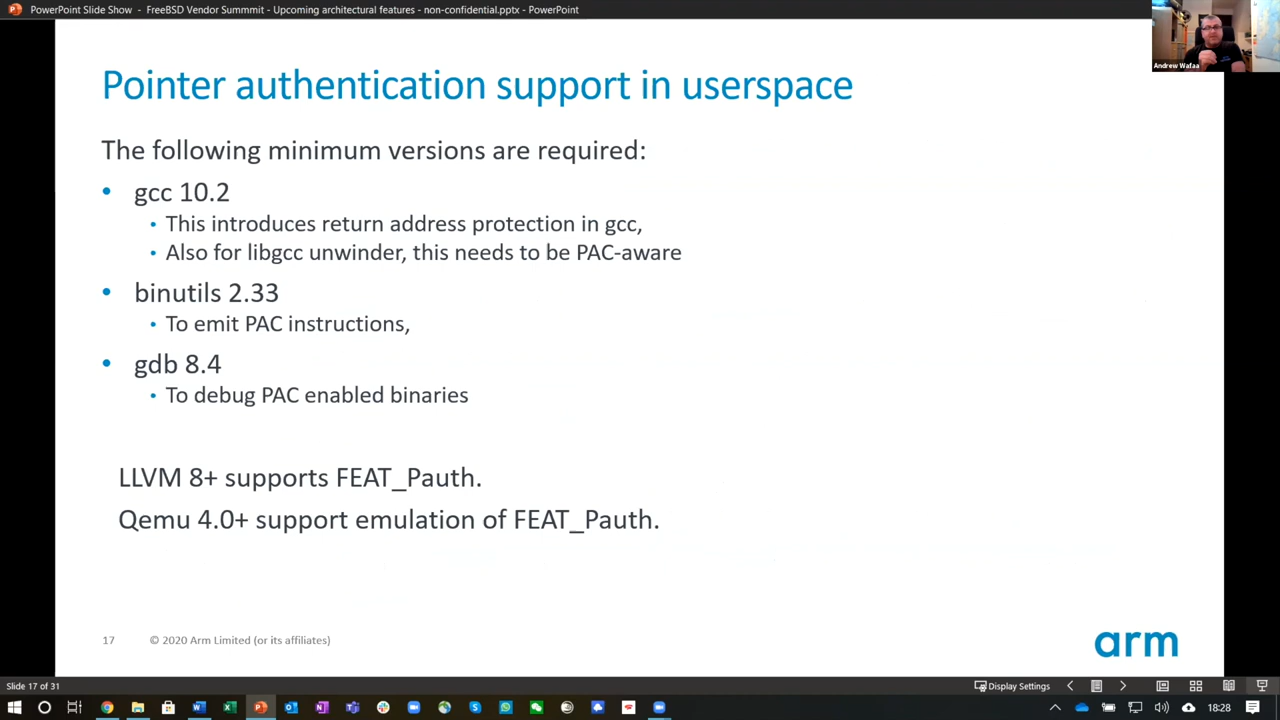 PowerPoint Slide Show - FreeBSD Vendor Summmit - Upcoming architectural features - non-confidential.pptx - PowerPoint
Andrew Wafaa
Pointer authentication support in userspace
The following minimum versions are required:
• gcc 10.2
• This introduces return address protection in gcc,
• Also for libgcc unwinder, this needs to be PAC-aware
• binutils 2.33
• To emit PAC instructions,
• gdb 8.4
• To debug PAC enabled binaries
LLVM 8+ supports FEAT_Pauth.
Qemu 4.0+ support emulation of FEAT_Pauth.
17 © 2020 Arm Limited (or its affiliates)
arm
Slide 17 of 31
Display Settings
18:28